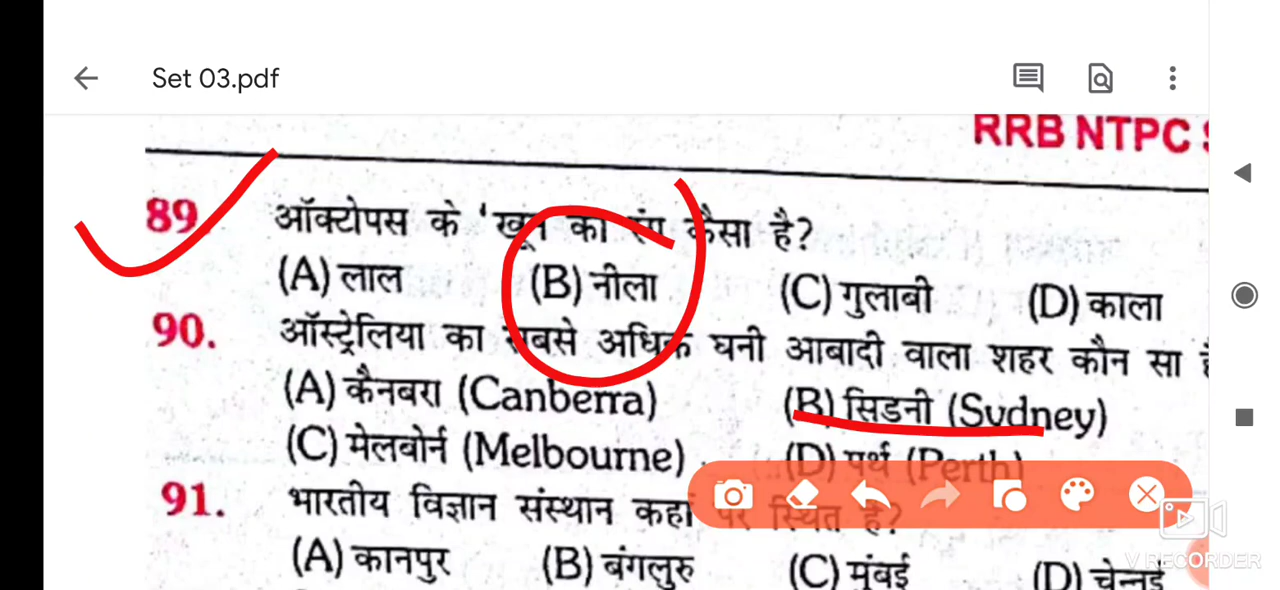 Set 03.pdf
RRB NTPC
89. ऑक्टोपस के 'खून का रंग कैसा है?
(A) लाल (B) नीला (C) गुलाबी (D) काला
90. ऑस्ट्रेलिया का सबसे अधिक घनी आबादी वाला शहर कौन सा
(A) कैनबरा (Canberra) (B) सिडनी (Sydney)
(C) मेलबोर्न (Melbourne) (D) पर्थ (Perth)
91. भारतीय विज्ञान संस्थान कहां पर स्थित है?
(A) कानपुर (B) बंगलुरु (C) मुंबई (D) चेन्नई
V RECORDER